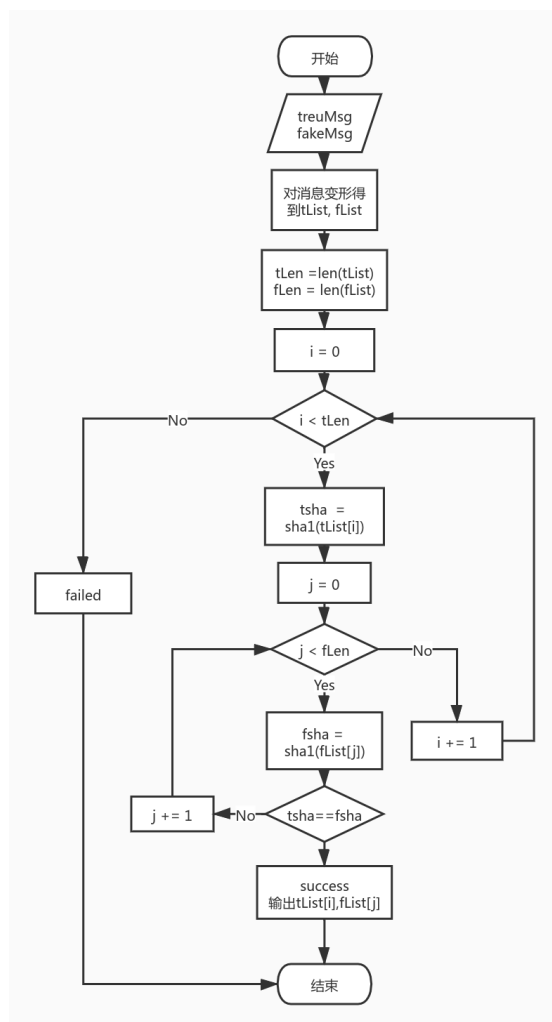 开始
treuMsg
fakeMsg
对消息变形得
到tList, fList
tLen =len(tList)
fLen = len(fList)
i = 0
i < tLen
No
Yes
tsha =
sha1(tList[i])
failed
j = 0
j < fLen
No
Yes
fsha =
sha1(fList[j])
i += 1
j += 1
No
tsha==fsha
success
输出tList[i],fList[j]
结束